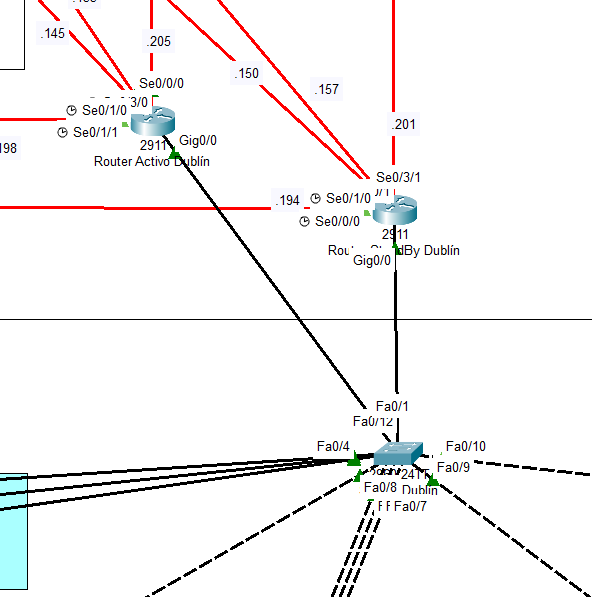 .145
.205
.150
.157
Se0/0/0
3/0
Se0/1/0
Se0/1/1
Gig0/0
2911
Router Activo Dublín
198
.201
Se0/3/1
.194
Se0/1/0
Se0/0/0
2911
Dublín
Gig0/0
Fa0/1
Fa0/12
Fa0/4
Fa0/10
Fa0/9
Fa0/8
Dublin
Fa0/7